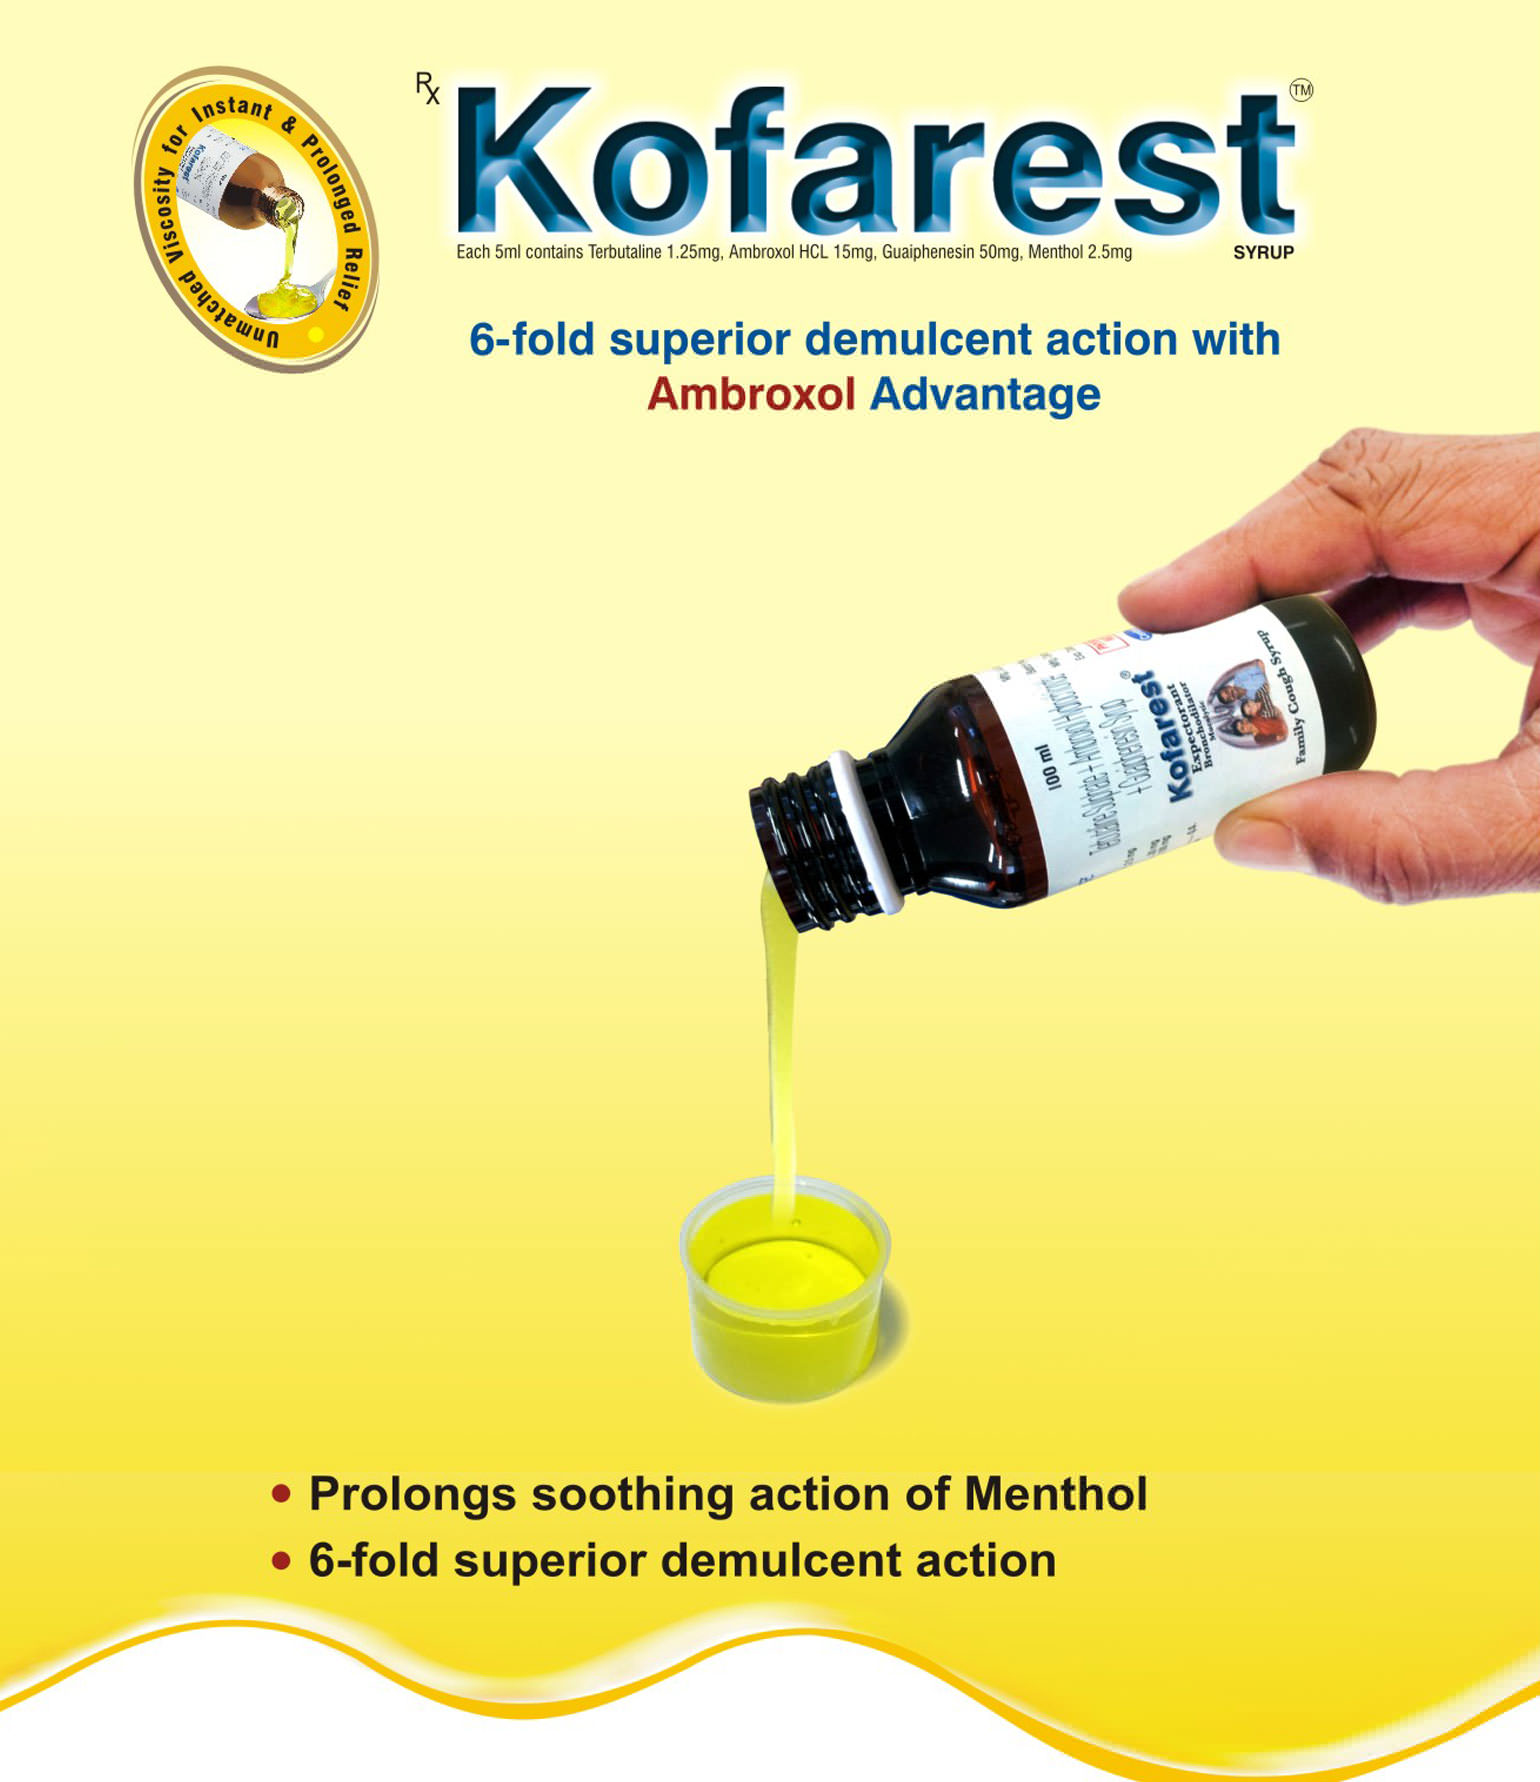 Unmatched Viscosity for Instant & Prolonged Relief
Rx Kofarest TM
Each 5ml contains Terbutaline 1.25mg, Ambroxol HCL 15mg, Guaiphenesin 50mg, Menthol 2.5mg
SYRUP
6-fold superior demulcent action with
Ambroxol Advantage
100 ml
Kofarest®
Expectorant
Bronchodilator
Family Cough Syrup
• Prolongs soothing action of Menthol
• 6-fold superior demulcent action